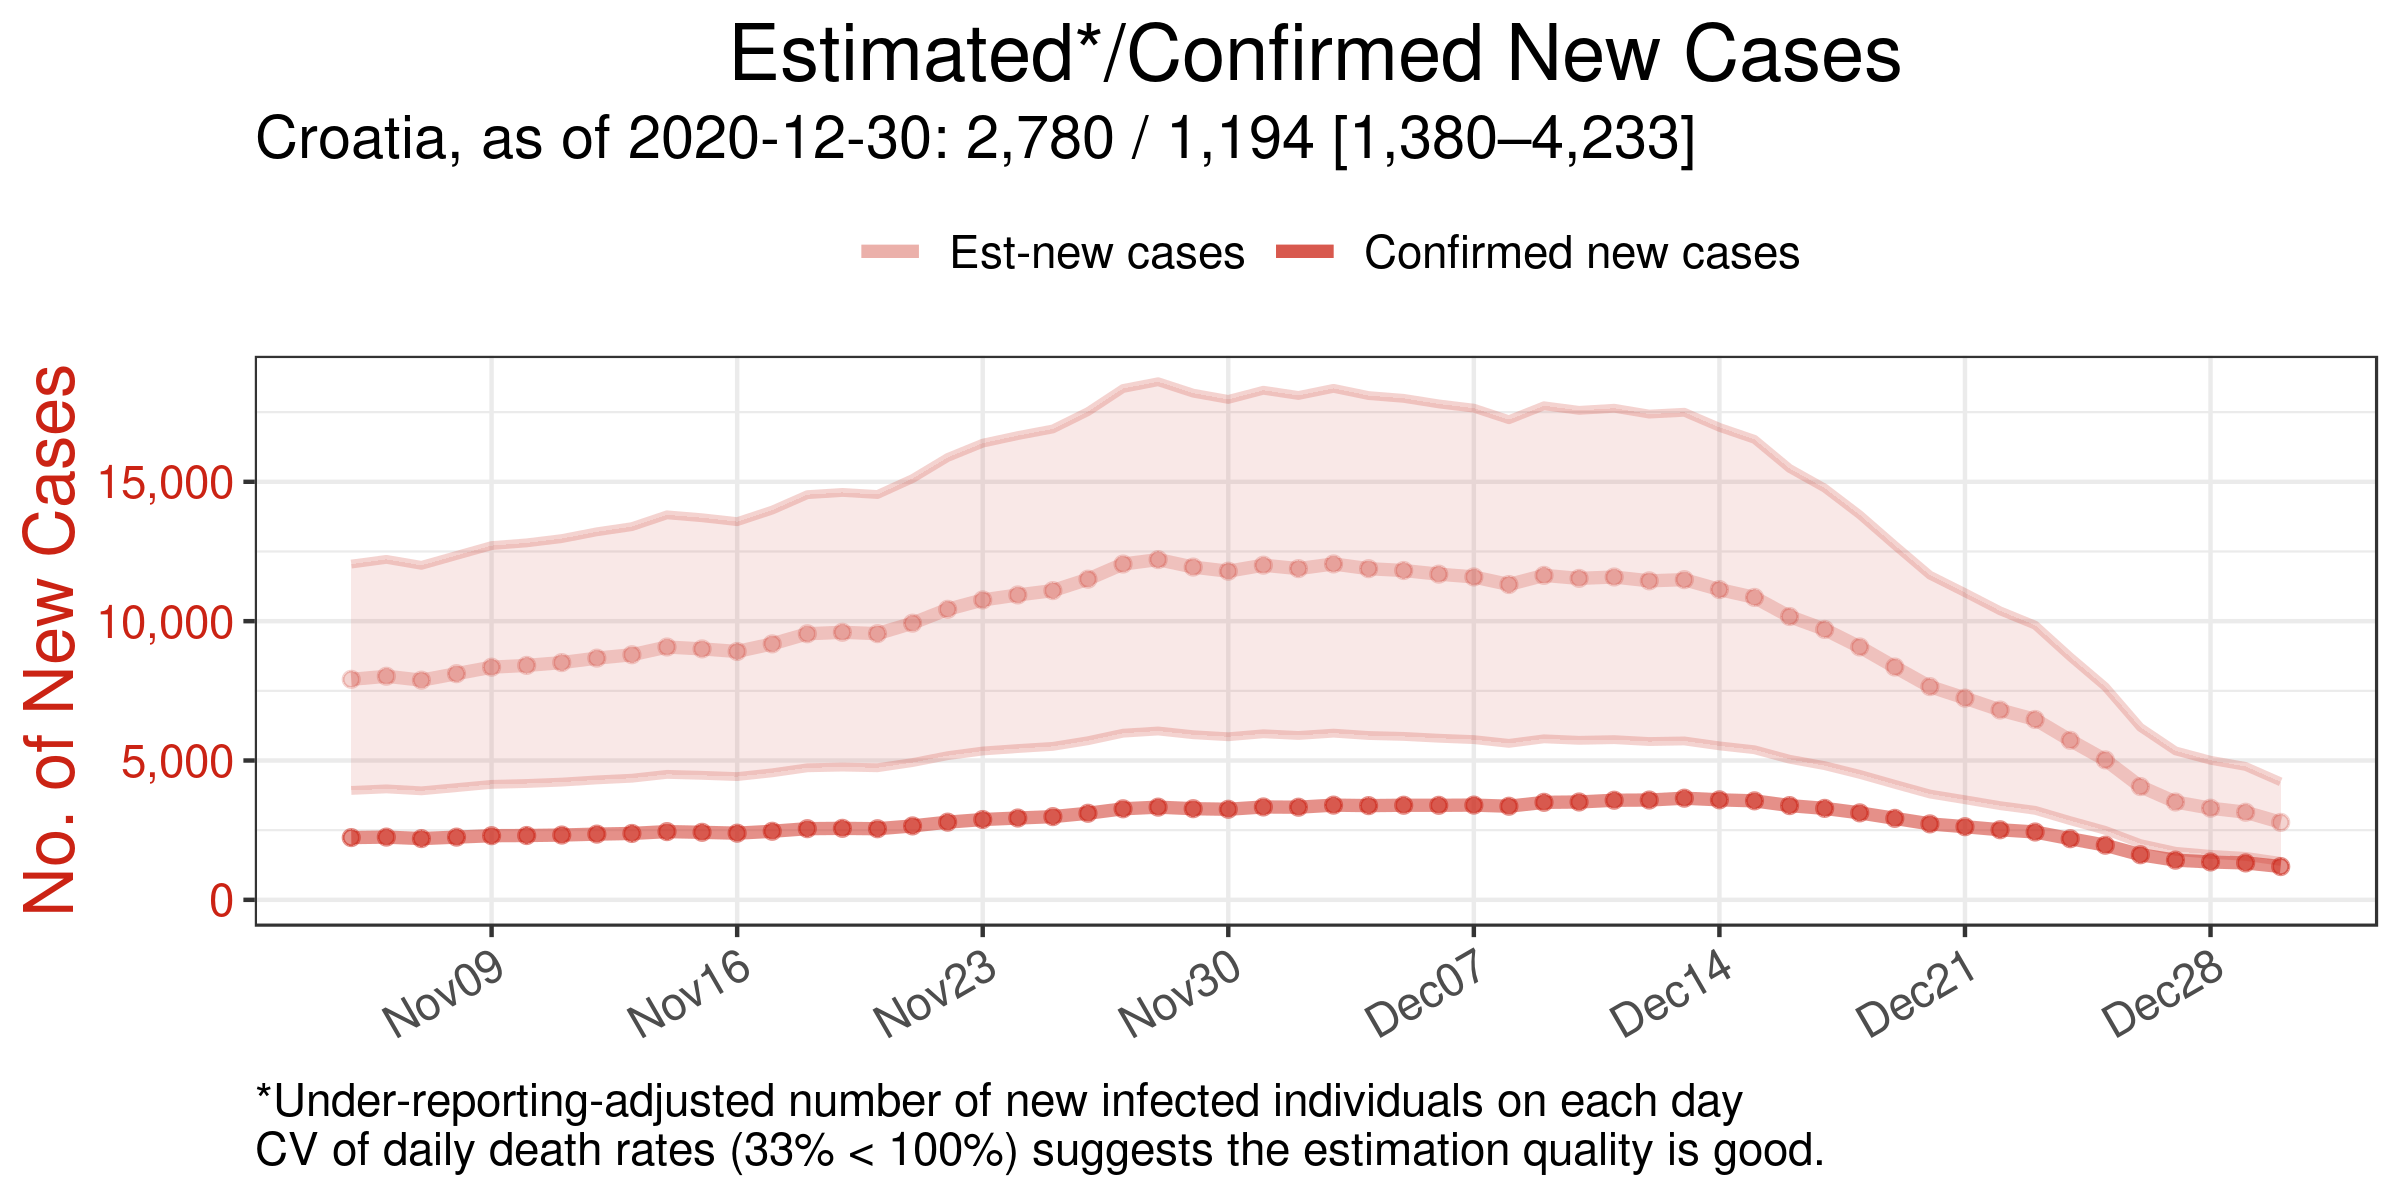 Estimated*/Confirmed New Cases
Croatia, as of 2020-12-30: 2,780 / 1,194 [1,380–4,233]
Est-new cases Confirmed new cases
No. of New Cases
15,000
10,000
5,000
0
Nov09 Nov16 Nov23 Nov30 Dec07 Dec14 Dec21 Dec28
*Under-reporting-adjusted number of new infected individuals on each day
CV of daily death rates (33% < 100%) suggests the estimation quality is good.